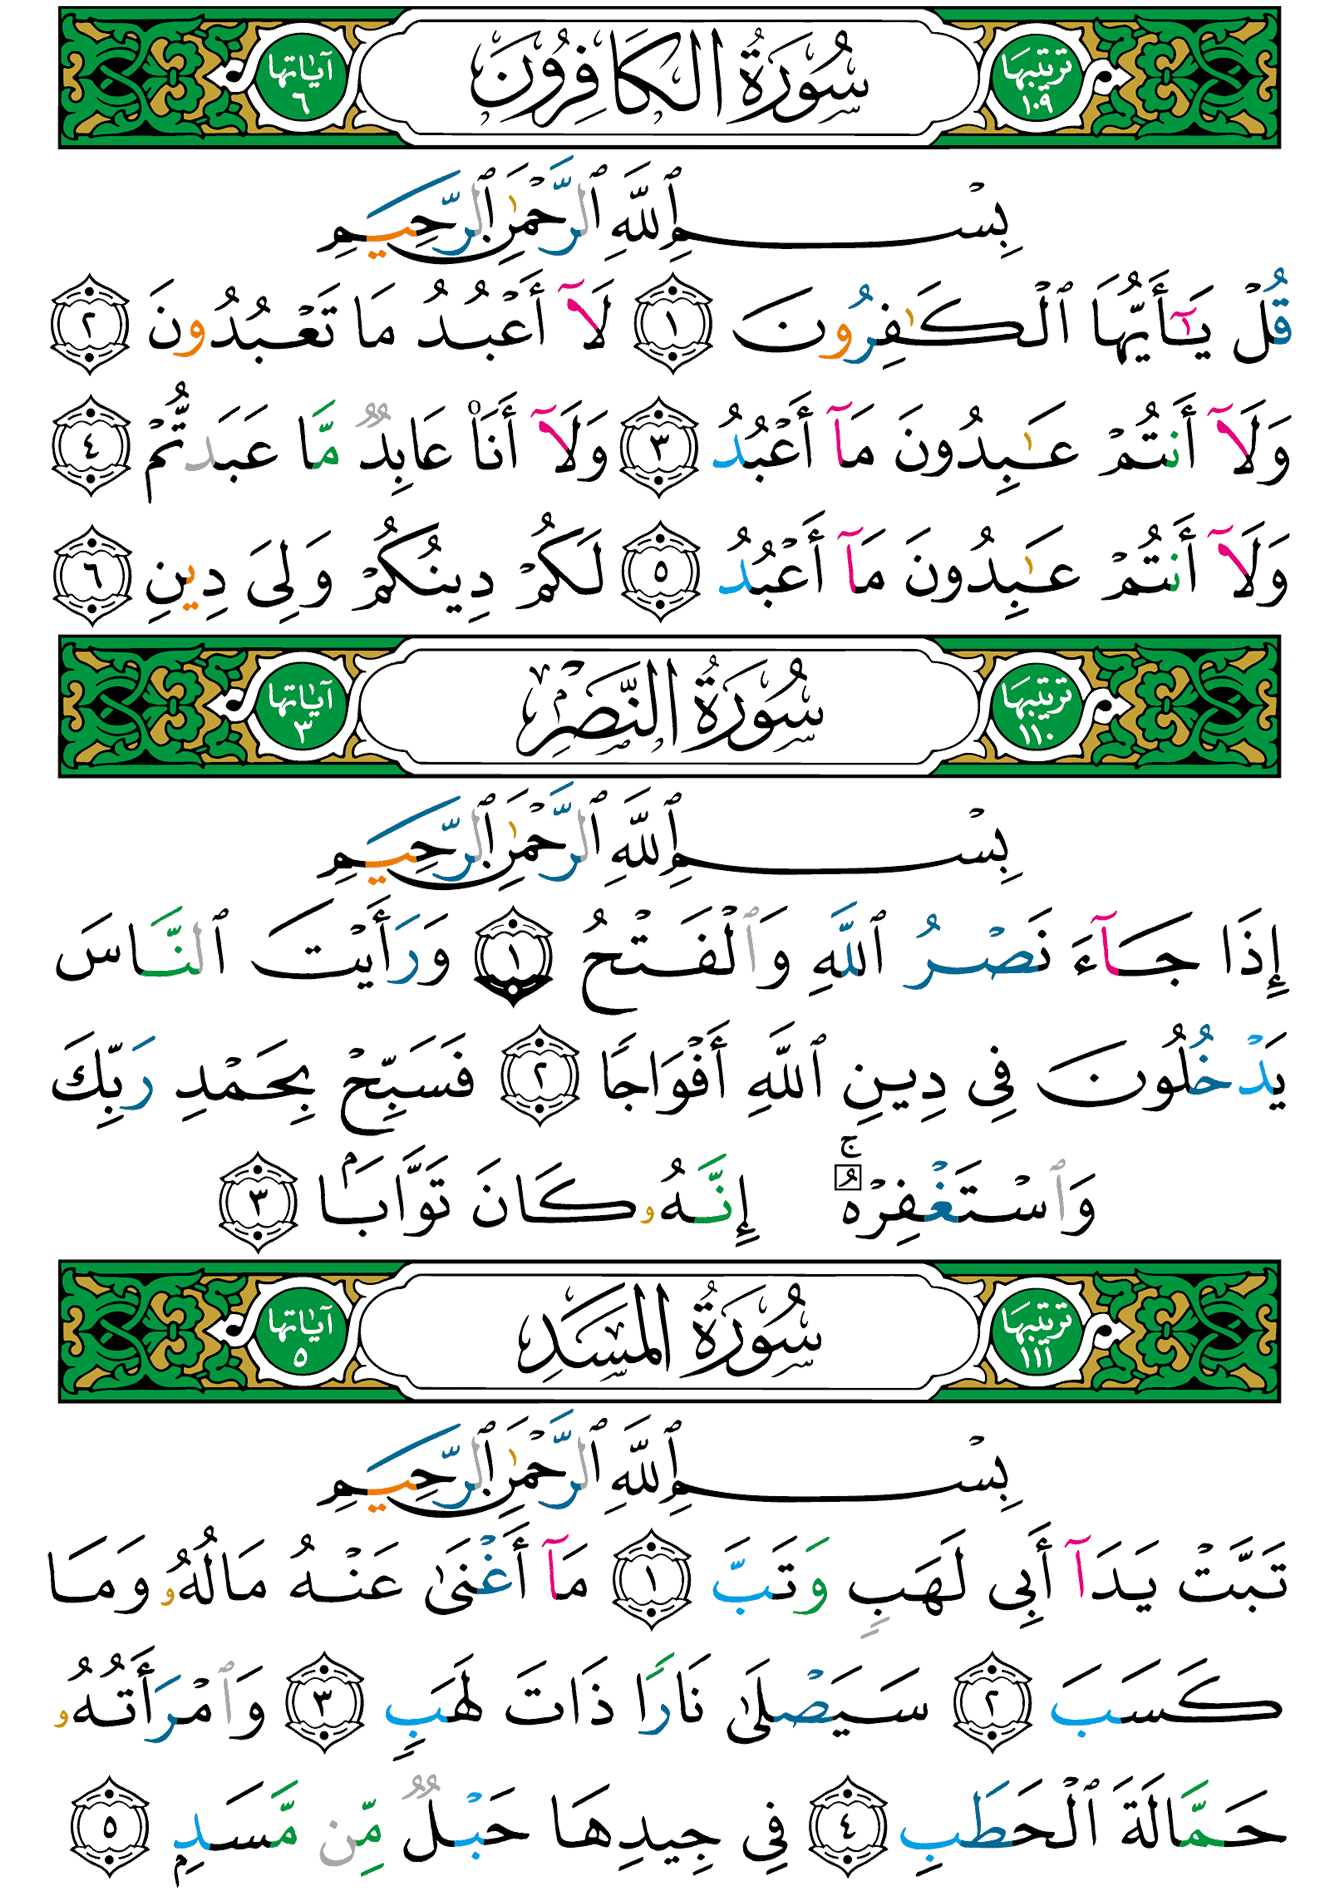 ترتيبها ١٠٩ سُورَةُ الكَافِرُونَ آياتها ٦
بِسْمِ ٱللَّهِ ٱلرَّحْمَٰنِ ٱلرَّحِيمِ
قُلْ يَٰٓأَيُّهَا ٱلْكَٰفِرُونَ ١ لَآ أَعْبُدُ مَا تَعْبُدُونَ ٢
وَلَآ أَنتُمْ عَٰبِدُونَ مَآ أَعْبُدُ ٣ وَلَآ أَنَا۠ عَابِدٌ مَّا عَبَدتُّمْ ٤
وَلَآ أَنتُمْ عَٰبِدُونَ مَآ أَعْبُدُ ٥ لَكُمْ دِينُكُمْ وَلِىَ دِينِ ٦
ترتيبها ١١٠ سُورَةُ النَّصْرِ آياتها ٣
بِسْمِ ٱللَّهِ ٱلرَّحْمَٰنِ ٱلرَّحِيمِ
إِذَا جَآءَ نَصْرُ ٱللَّهِ وَٱلْفَتْحُ ١ وَرَأَيْتَ ٱلنَّاسَ
يَدْخُلُونَ فِى دِينِ ٱللَّهِ أَفْوَاجًا ٢ فَسَبِّحْ بِحَمْدِ رَبِّكَ
وَٱسْتَغْفِرْهُ ۚ إِنَّهُۥ كَانَ تَوَّابَۢا ٣
ترتيبها ١١١ سُورَةُ المَسَدِ آياتها ٥
بِسْمِ ٱللَّهِ ٱلرَّحْمَٰنِ ٱلرَّحِيمِ
تَبَّتْ يَدَآ أَبِى لَهَبٍ وَتَبَّ ١ مَآ أَغْنَىٰ عَنْهُ مَالُهُۥ وَمَا
كَسَبَ ٢ سَيَصْلَىٰ نَارًا ذَاتَ لَهَبٍ ٣ وَٱمْرَأَتُهُۥ
حَمَّالَةَ ٱلْحَطَبِ ٤ فِى جِيدِهَا حَبْلٌ مِّن مَّسَدٍۭ ٥